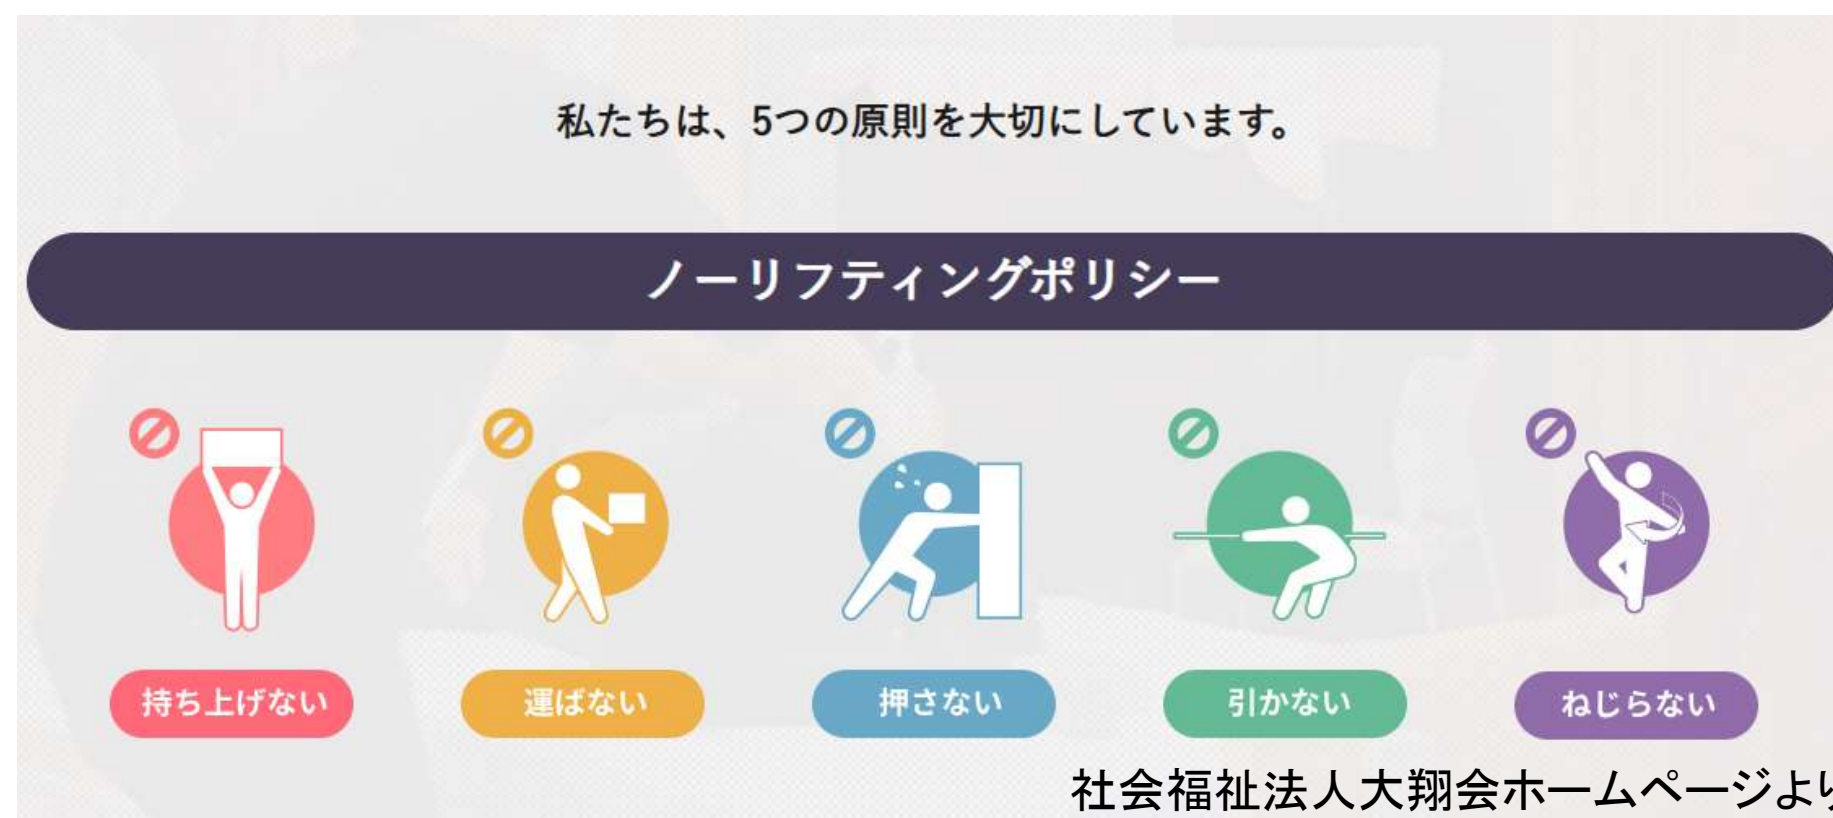 私たちは、5つの原則を大切にしています。
ノーリフティングポリシー
持ち上げない
運ばない
押さない
引かない
ねじらない
社会福祉法人大翔会ホームページより